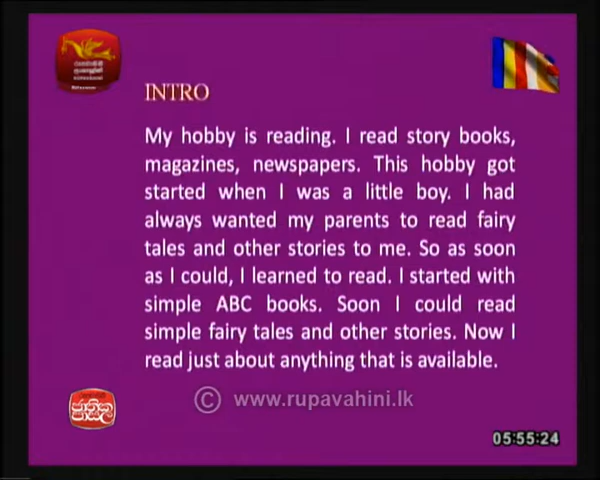 INTRO
My hobby is reading. I read story books,
magazines, newspapers. This hobby got
started when I was a little boy. I had
always wanted my parents to read fairy
tales and other stories to me. So as soon
as I could, I learned to read. I started with
simple ABC books. Soon I could read
simple fairy tales and other stories. Now I
read just about anything that is available.
© www.rupavahini.lk
05:55:24